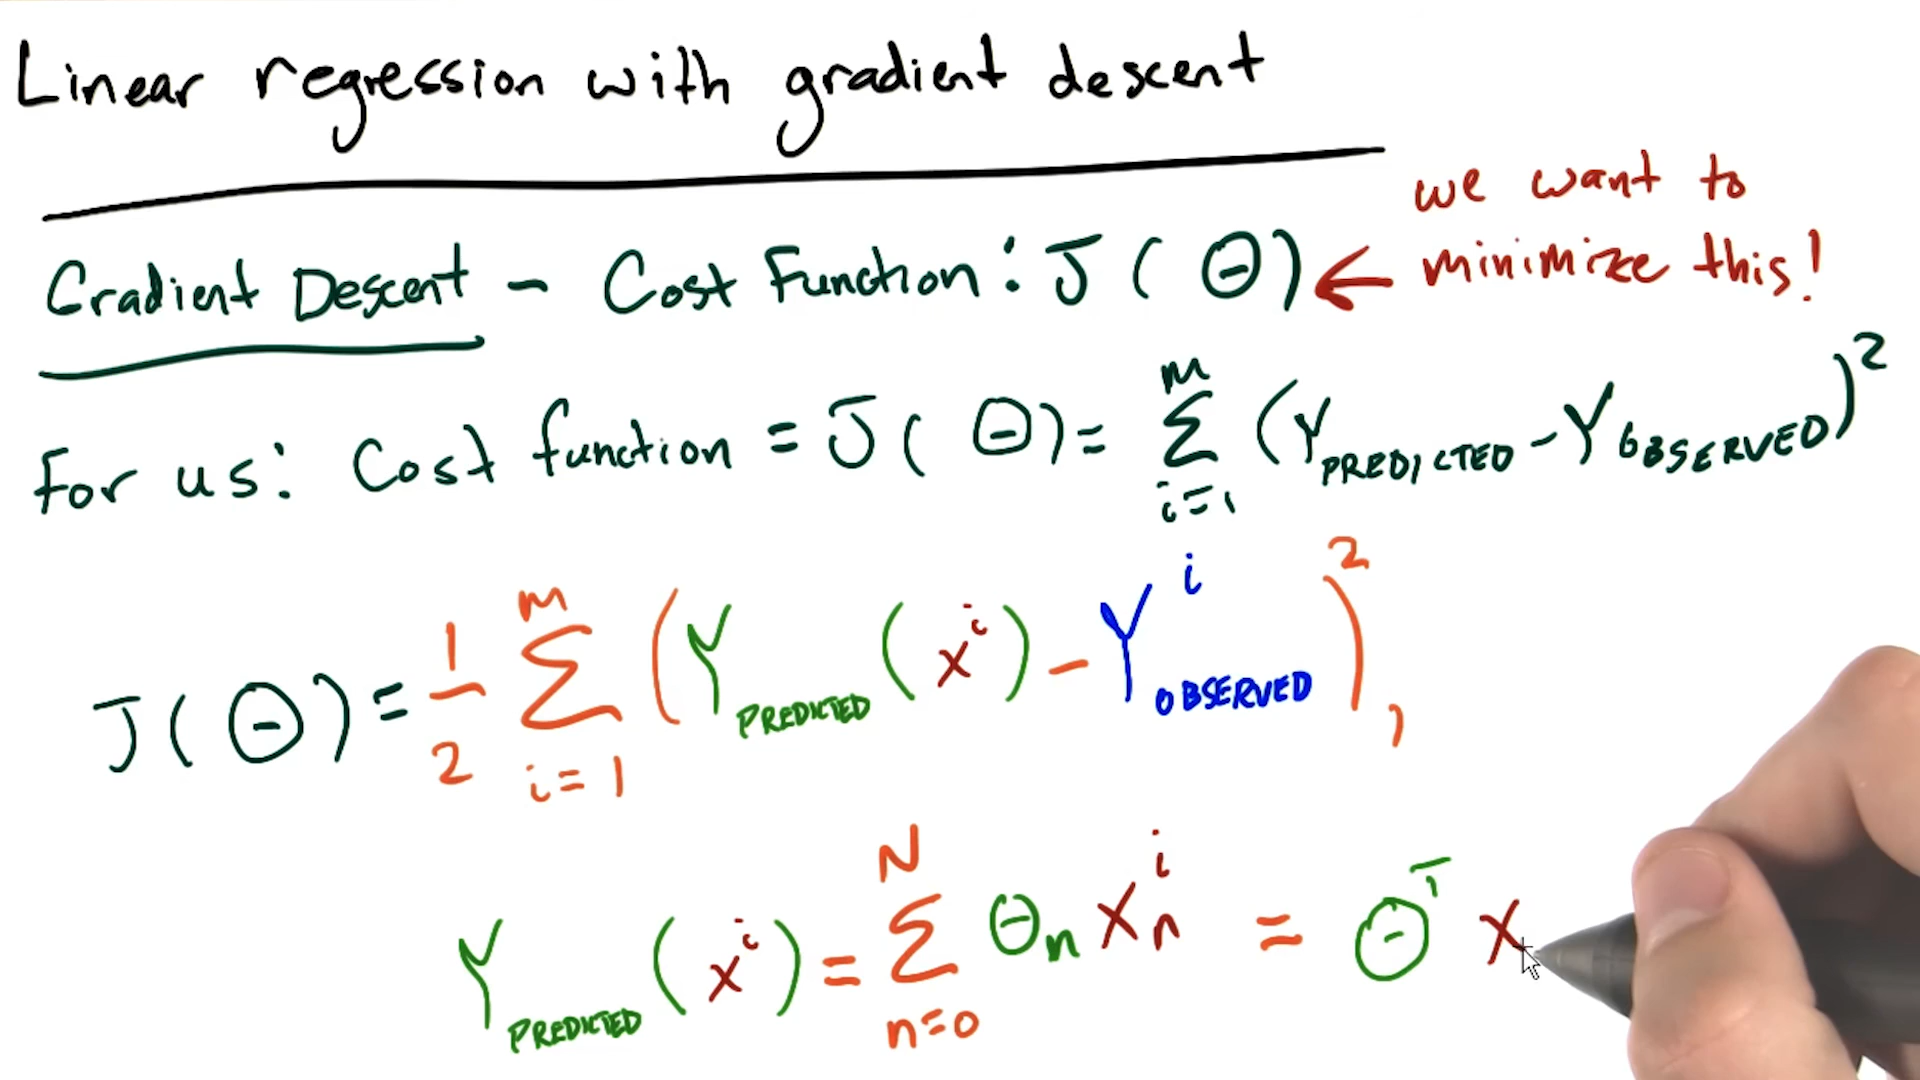 Linear regression with gradient descent
Gradient Descent - Cost Function: J(Θ) ← we want to minimize this!
For us: Cost function = J(Θ) = Σ_{i=1}^{m} (Y_PREDICTED - Y_OBSERVED)²
J(Θ) = 1/2 Σ_{i=1}^{m} (Y_PREDICTED(x^i) - Y^i_OBSERVED)²,
Y_PREDICTED(x^i) = Σ_{n=0}^{N} Θ_n x_n^i = Θ^T x